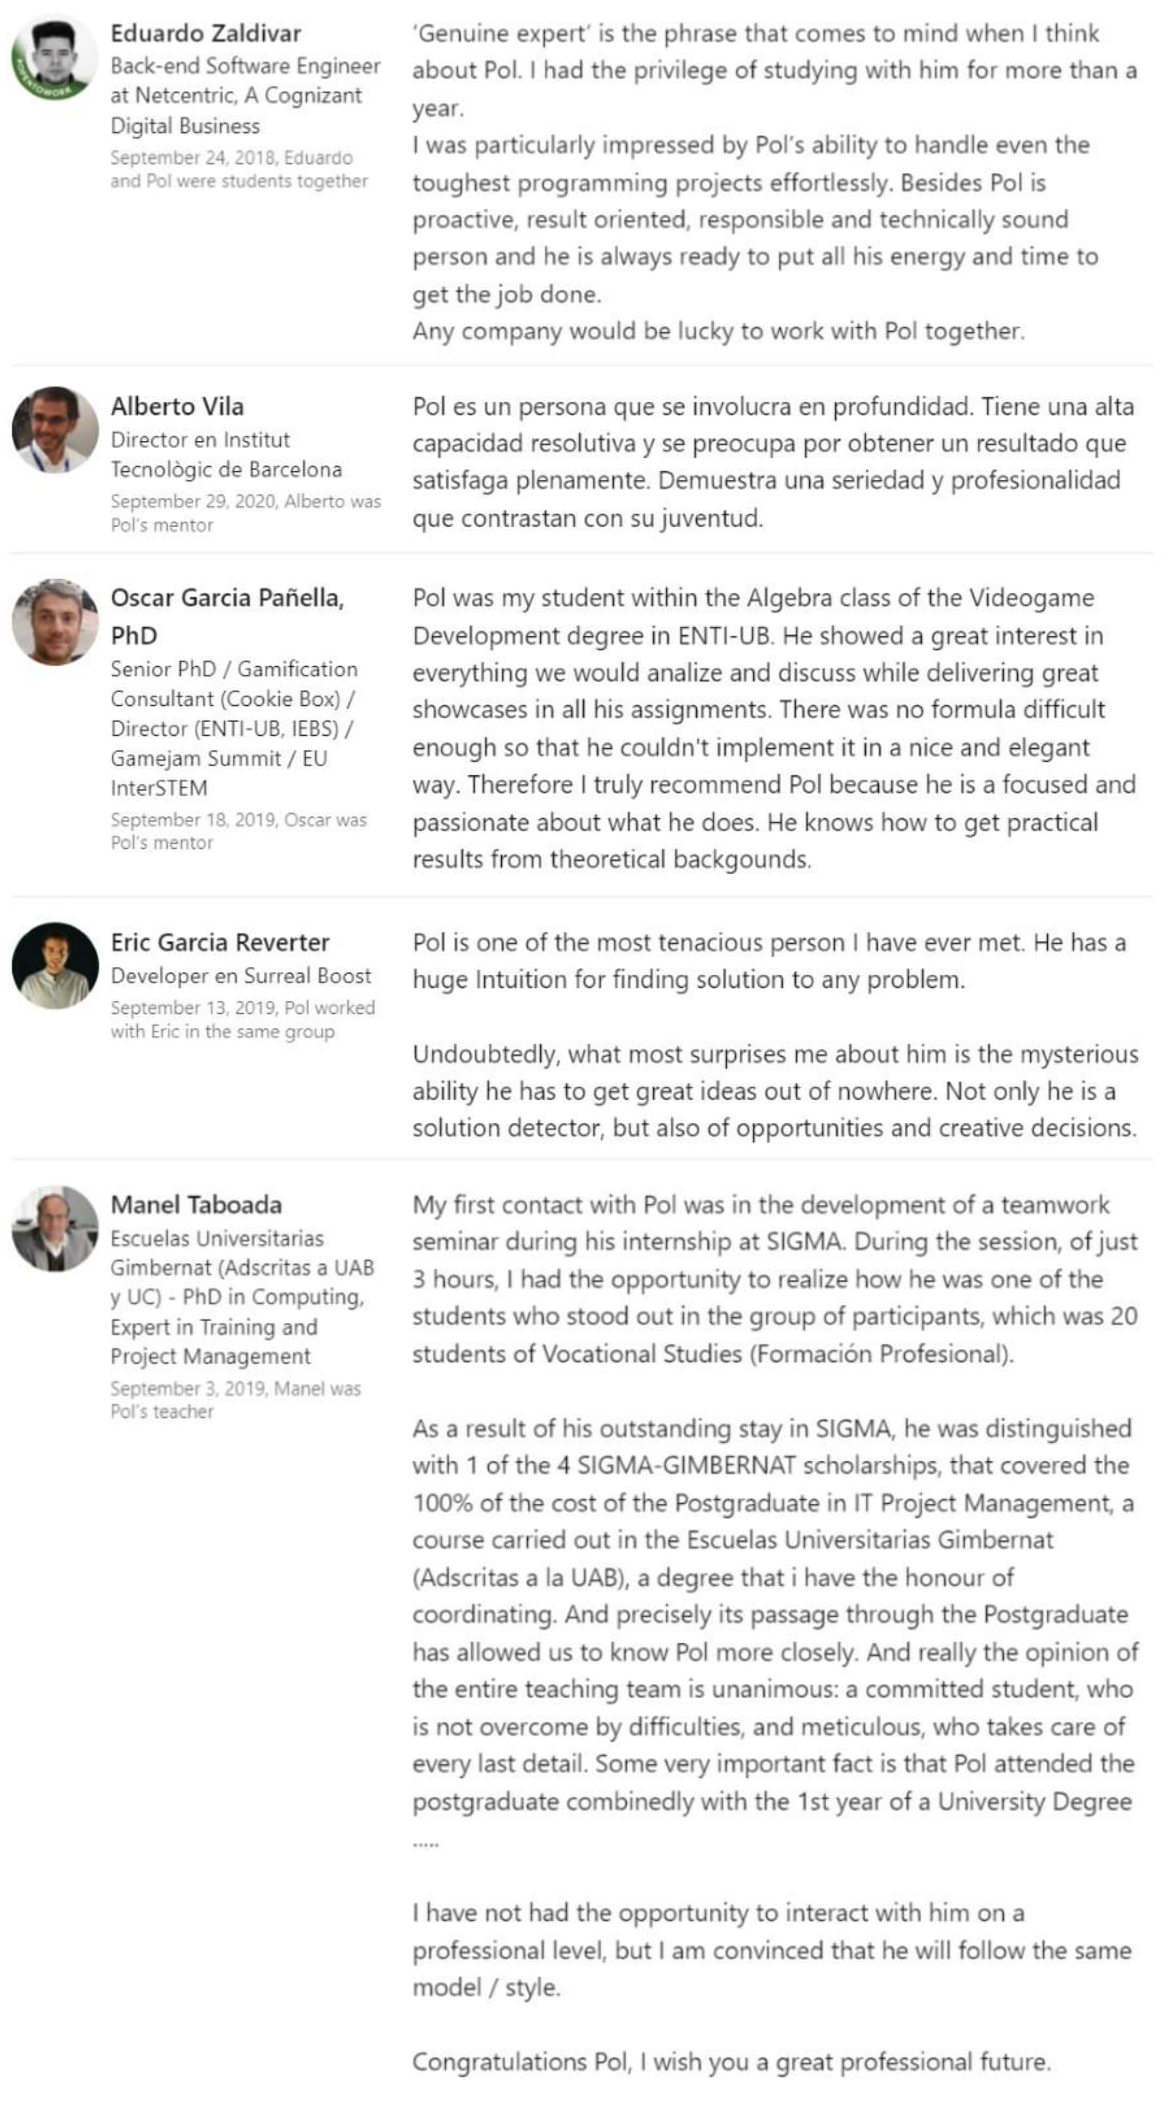 Eduardo Zaldivar
Back-end Software Engineer
at Netcentric, A Cognizant
Digital Business
September 24, 2018, Eduardo
and Pol were students together
#OPENTOWORK
'Genuine expert' is the phrase that comes to mind when I think
about Pol. I had the privilege of studying with him for more than a
year.
I was particularly impressed by Pol's ability to handle even the
toughest programming projects effortlessly. Besides Pol is
proactive, result oriented, responsible and technically sound
person and he is always ready to put all his energy and time to
get the job done.
Any company would be lucky to work with Pol together.
Alberto Vila
Director en Institut
Tecnològic de Barcelona
September 29, 2020, Alberto was
Pol's mentor
Pol es un persona que se involucra en profundidad. Tiene una alta
capacidad resolutiva y se preocupa por obtener un resultado que
satisfaga plenamente. Demuestra una seriedad y profesionalidad
que contrastan con su juventud.
Oscar Garcia Pañella,
PhD
Senior PhD / Gamification
Consultant (Cookie Box) /
Director (ENTI-UB, IEBS) /
Gamejam Summit / EU
InterSTEM
September 18, 2019, Oscar was
Pol's mentor
Pol was my student within the Algebra class of the Videogame
Development degree in ENTI-UB. He showed a great interest in
everything we would analize and discuss while delivering great
showcases in all his assignments. There was no formula difficult
enough so that he couldn't implement it in a nice and elegant
way. Therefore I truly recommend Pol because he is a focused and
passionate about what he does. He knows how to get practical
results from theoretical backgounds.
Eric Garcia Reverter
Developer en Surreal Boost
September 13, 2019, Pol worked
with Eric in the same group
Pol is one of the most tenacious person I have ever met. He has a
huge Intuition for finding solution to any problem.
Undoubtedly, what most surprises me about him is the mysterious
ability he has to get great ideas out of nowhere. Not only he is a
solution detector, but also of opportunities and creative decisions.
Manel Taboada
Escuelas Universitarias
Gimbernat (Adscritas a UAB
y UC) - PhD in Computing,
Expert in Training and
Project Management
September 3, 2019, Manel was
Pol's teacher
My first contact with Pol was in the development of a teamwork
seminar during his internship at SIGMA. During the session, of just
3 hours, I had the opportunity to realize how he was one of the
students who stood out in the group of participants, which was 20
students of Vocational Studies (Formación Profesional).
As a result of his outstanding stay in SIGMA, he was distinguished
with 1 of the 4 SIGMA-GIMBERNAT scholarships, that covered the
100% of the cost of the Postgraduate in IT Project Management, a
course carried out in the Escuelas Universitarias Gimbernat
(Adscritas a la UAB), a degree that i have the honour of
coordinating. And precisely its passage through the Postgraduate
has allowed us to know Pol more closely. And really the opinion of
the entire teaching team is unanimous: a committed student, who
is not overcome by difficulties, and meticulous, who takes care of
every last detail. Some very important fact is that Pol attended the
postgraduate combinedly with the 1st year of a University Degree
.....
I have not had the opportunity to interact with him on a
professional level, but I am convinced that he will follow the same
model / style.
Congratulations Pol, I wish you a great professional future.